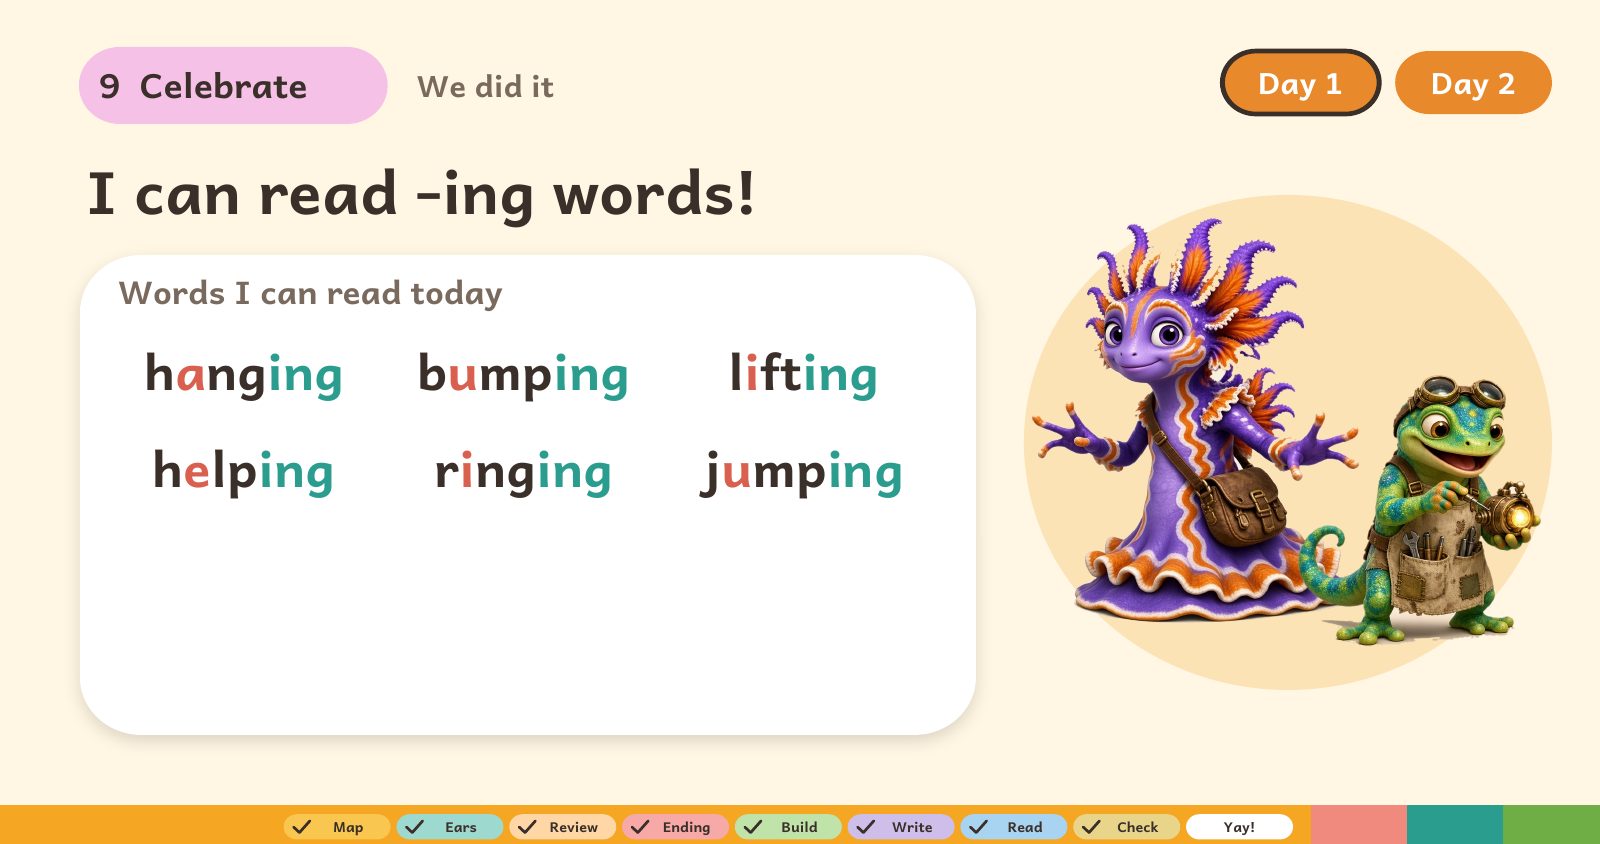 9 Celebrate
We did it
Day 1
Day 2
I can read -ing words!
Words I can read today
hanging bumping lifting
helping ringing jumping
Map Ears Review Ending Build Write Read Check Yay!